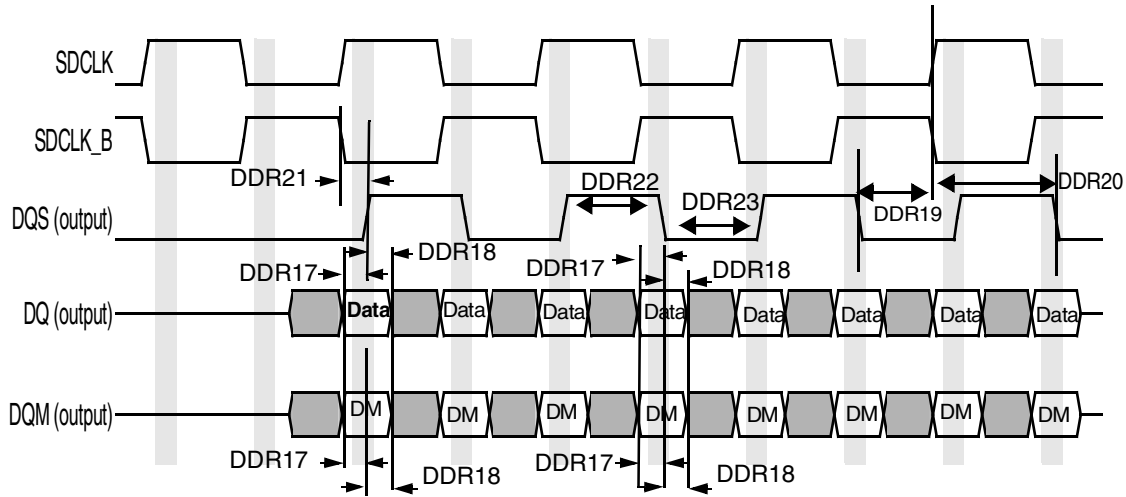 SDCLK
SDCLK_B
DDR21
DDR22
DDR20
DQS (output)
DDR23
DDR19
DDR17
DDR18
DDR17
DDR18
DQ (output)
Data Data Data Data Data Data Data Data
DQM (output)
DM DM DM DM DM DM DM DM
DDR17
DDR18
DDR17
DDR18